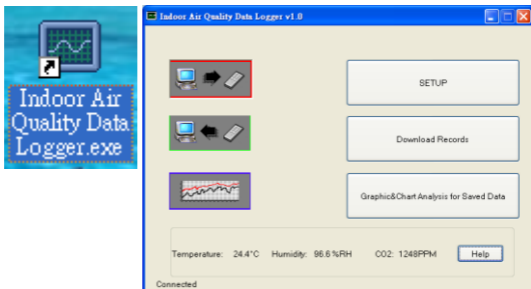 Indoor Air
Quality Data
Logger.exe
Indoor Air Quality Data Logger v1.0
SETUP
Download Records
Graphic&Chart Analysis for Saved Data
Temperature: 24.4°C Humidity: 96.6%RH CO2: 1248PPM Help
Connected